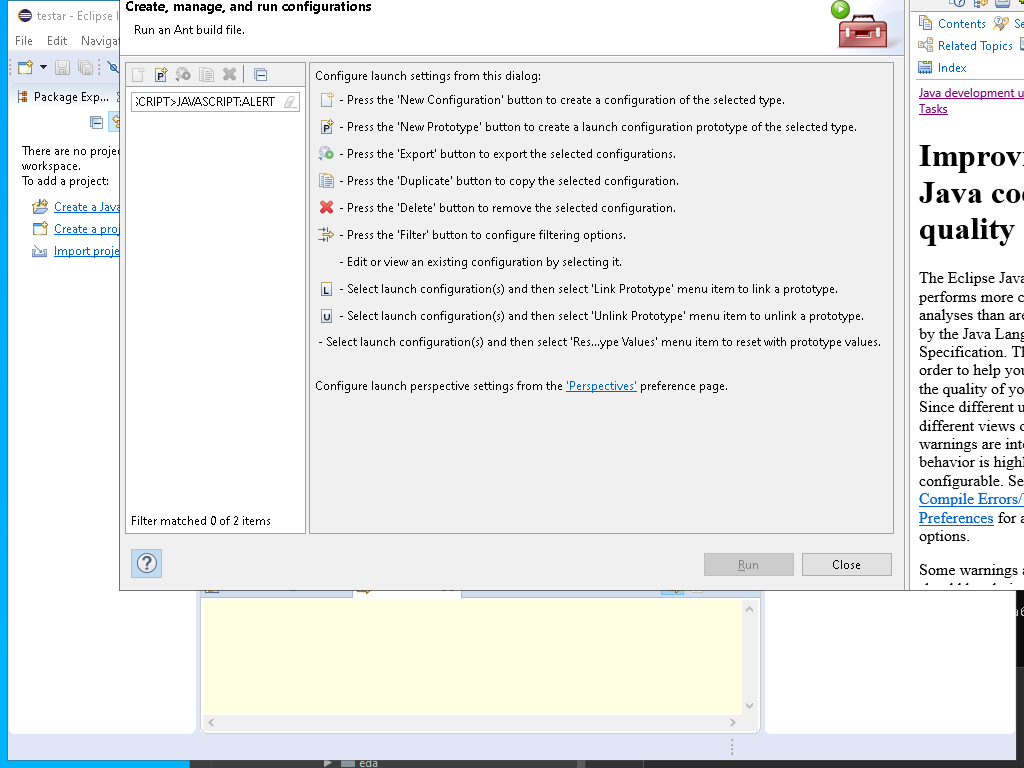 testar - Eclipse I
File Edit Navigat
Package Exp...
There are no projec
workspace.
To add a project:
Create a Java
Create a proj
Import proje
Create, manage, and run configurations
Run an Ant build file.
CRIPT>JAVASCRIPT:ALERT
Filter matched 0 of 2 items
Configure launch settings from this dialog:
- Press the 'New Configuration' button to create a configuration of the selected type.
P - Press the 'New Prototype' button to create a launch configuration prototype of the selected type.
- Press the 'Export' button to export the selected configurations.
- Press the 'Duplicate' button to copy the selected configuration.
- Press the 'Delete' button to remove the selected configuration.
- Press the 'Filter' button to configure filtering options.
- Edit or view an existing configuration by selecting it.
L - Select launch configuration(s) and then select 'Link Prototype' menu item to link a prototype.
U - Select launch configuration(s) and then select 'Unlink Prototype' menu item to unlink a prototype.
- Select launch configuration(s) and then select 'Res...ype Values' menu item to reset with prototype values.
Configure launch perspective settings from the 'Perspectives' preference page.
?
Run
Close
Contents Se
Related Topics
Index
Java development u
Tasks
Improvi
Java cod
quality
The Eclipse Java
performs more c
analyses than are
by the Java Lang
Specification. Th
order to help you
the quality of yo
Since different u
different views o
warnings are inte
behavior is highl
configurable. Se
Compile Errors/
Preferences for a
options.
Some warnings a
eda